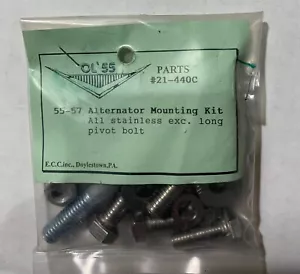 OL'55
PARTS
#21-440C
55-57 Alternator Mounting Kit
All stainless exc. long
pivot bolt
E.C.C.inc., Doylestown,PA.